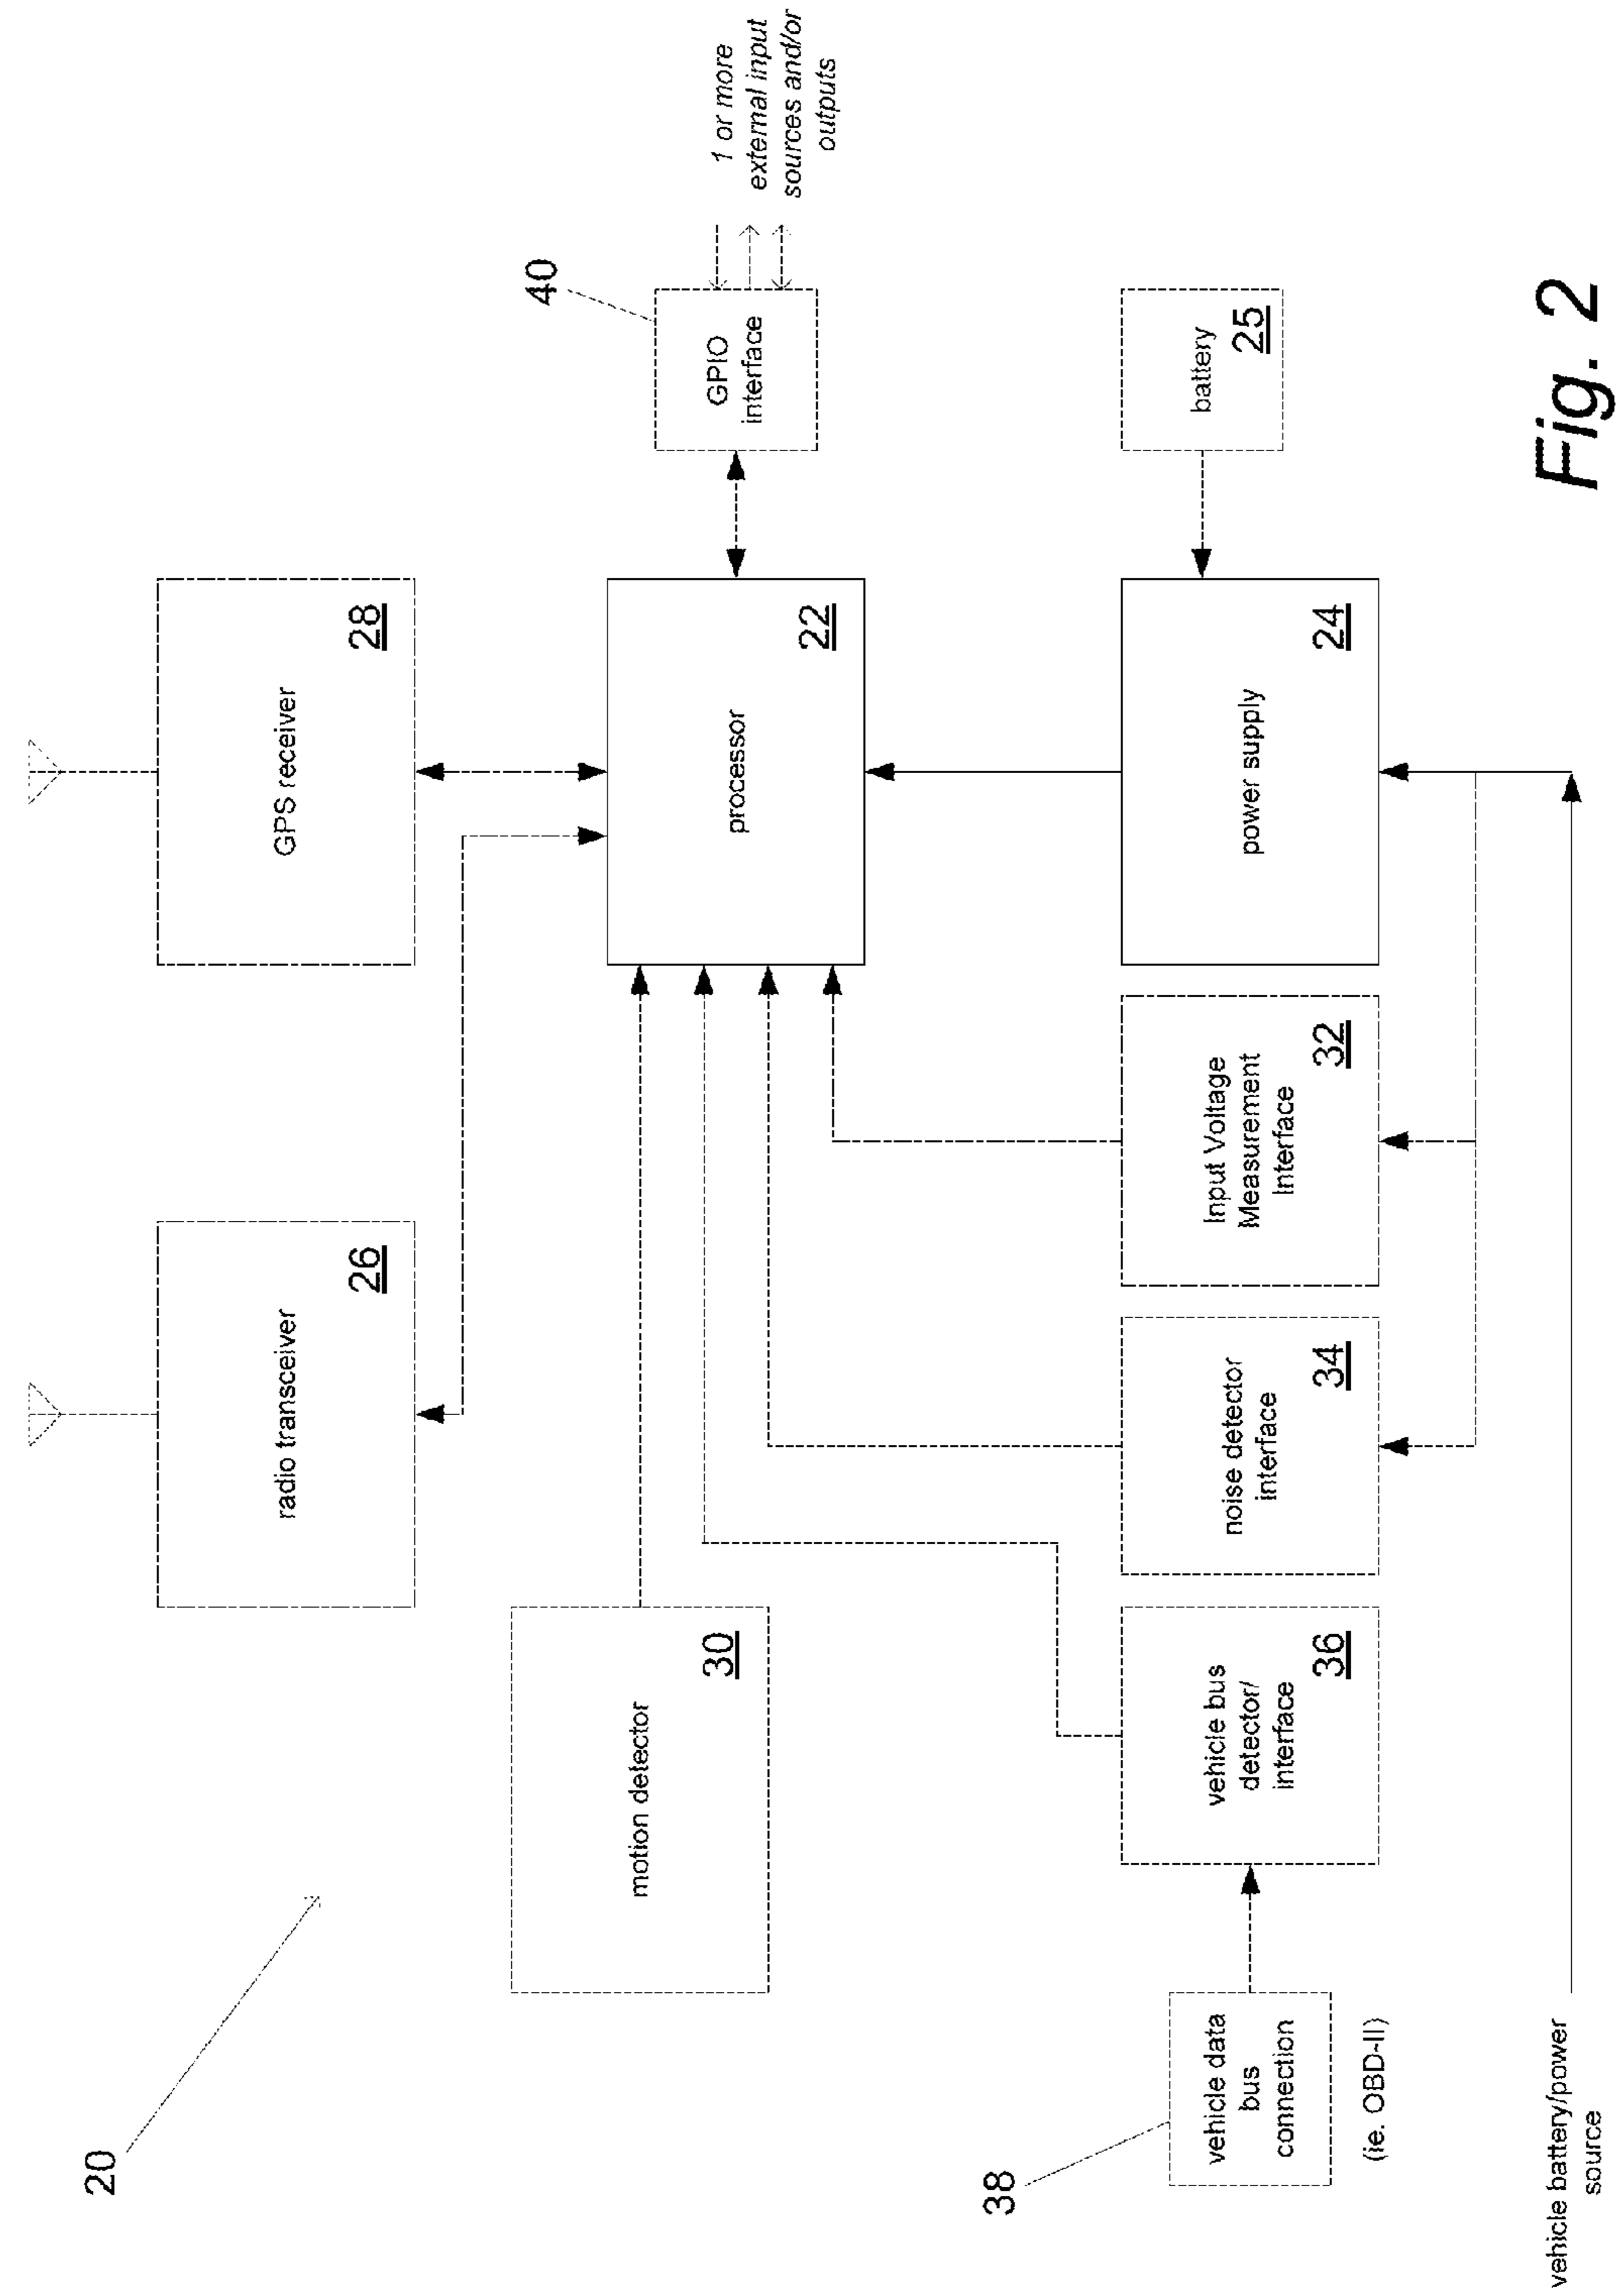 20
radio transceiver
26
GPS receiver
28
motion detector
30
processor
22
GPIO
interface
40
1 or more
external input
sources and/or
outputs
38
vehicle data
bus
connection
(ie. OBD-II)
vehicle bus
detector/
interface
36
noise detector
interface
34
Input Voltage
Measurement
Interface
32
power supply
24
battery
25
vehicle battery/power
source
Fig. 2